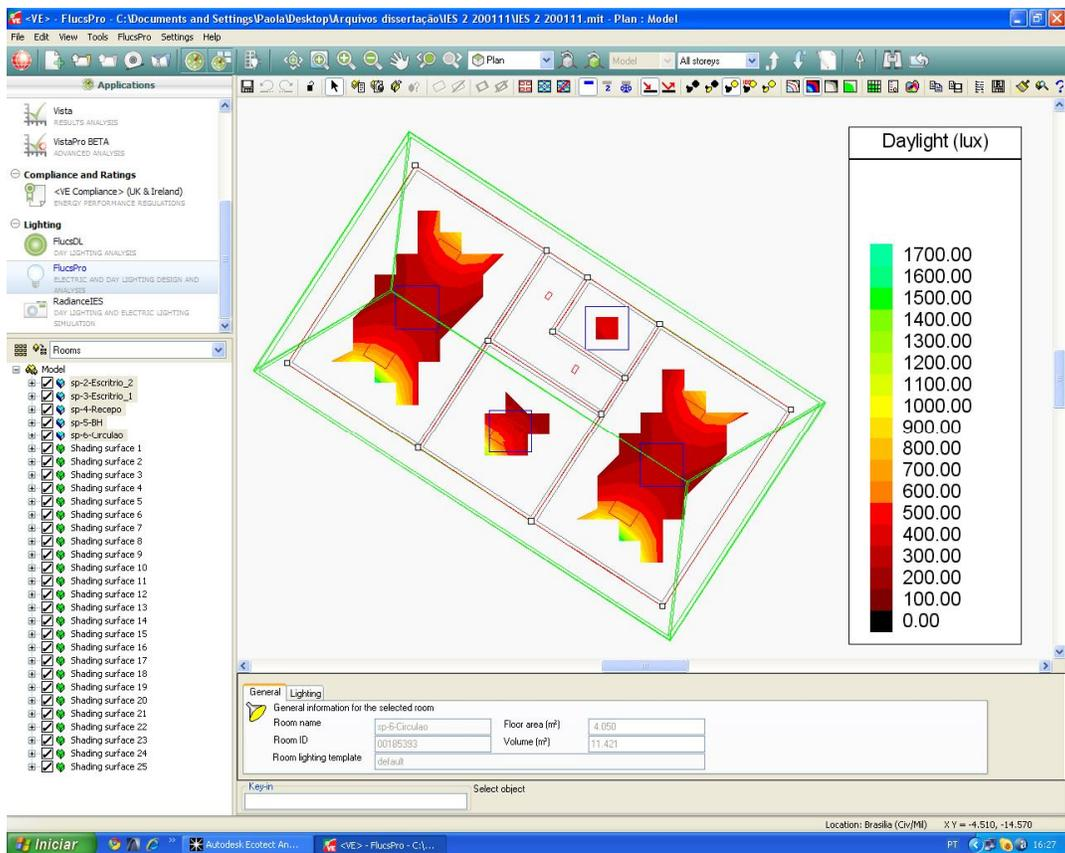 <VE> - FlucsPro - C:\Documents and Settings\Paola\Desktop\Arquivos dissertação\IES 2 200111\IES 2 200111.mit - Plan : Model
File Edit View Tools FlucsPro Settings Help
Plan
Model
All storeys
Applications
Vista
RESULTS ANALYSIS
VistaPro BETA
ADVANCED ANALYSIS
Compliance and Ratings
<VE Compliance> (UK & Ireland)
ENERGY PERFORMANCE REGULATIONS
Lighting
FlucsDL
DAY LIGHTING ANALYSIS
FlucsPro
ELECTRIC AND DAY LIGHTING DESIGN AND
ANALYSIS
RadianceIES
DAY LIGHTING AND ELECTRIC LIGHTING
SIMULATION
Rooms
Model
sp-2-Escritrio_2
sp-3-Escritrio_1
sp-4-Recepo
sp-5-BH
sp-6-Circulao
Shading surface 1
Shading surface 2
Shading surface 3
Shading surface 4
Shading surface 5
Shading surface 6
Shading surface 7
Shading surface 8
Shading surface 9
Shading surface 10
Shading surface 11
Shading surface 12
Shading surface 13
Shading surface 14
Shading surface 15
Shading surface 16
Shading surface 17
Shading surface 18
Shading surface 19
Shading surface 20
Shading surface 21
Shading surface 22
Shading surface 23
Shading surface 24
Shading surface 25
Daylight (lux)
1700.00
1600.00
1500.00
1400.00
1300.00
1200.00
1100.00
1000.00
900.00
800.00
700.00
600.00
500.00
400.00
300.00
200.00
100.00
0.00
General Lighting
General information for the selected room
Room name sp-6-Circulao Floor area (m²) 4.050
Room ID 00185393 Volume (m³) 11.421
Room lighting template default
Key-in
Select object
Location: Brasilia (Civ/Mil) X Y = -4.510, -14.570
Iniciar
Autodesk Ecotect An...
<VE> - FlucsPro - C:\...
PT
16:27